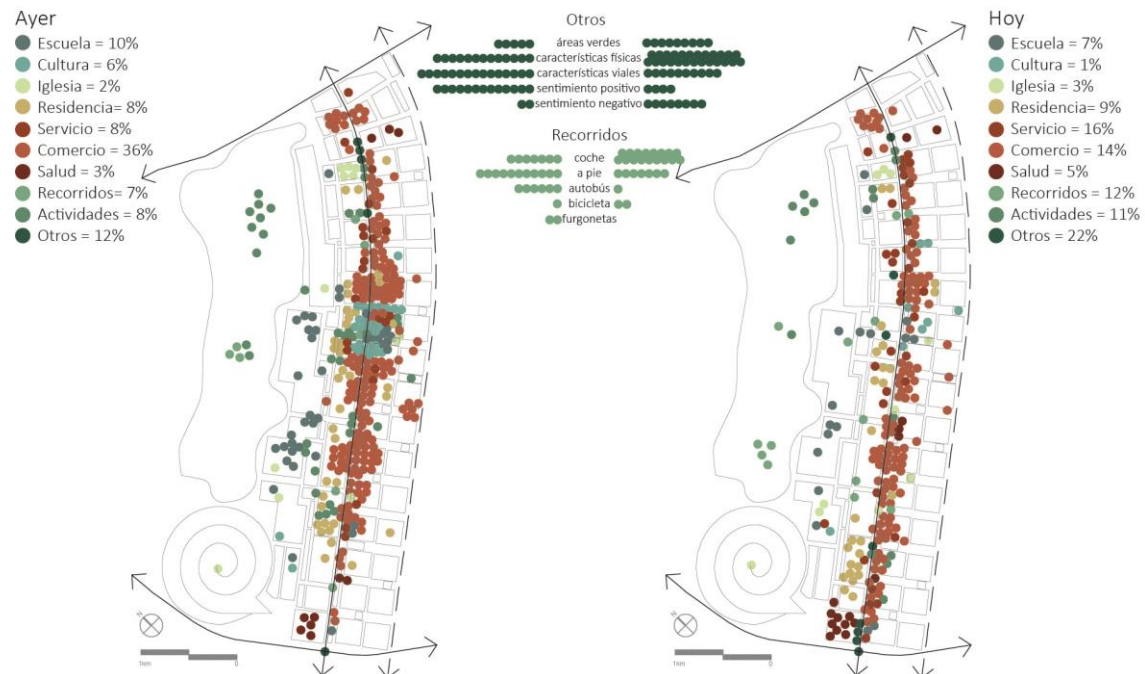 Ayer
Escuela = 10%
Cultura = 6%
Iglesia = 2%
Residencia= 8%
Servicio = 8%
Comercio = 36%
Salud = 3%
Recorridos= 7%
Actividades = 8%
Otros = 12%
Otros
áreas verdes
características físicas
características viales
sentimiento positivo
sentimiento negativo
Recorridos
coche
a pie
autobús
bicicleta
furgonetas
Hoy
Escuela = 7%
Cultura = 1%
Iglesia = 3%
Residencia= 9%
Servicio = 16%
Comercio = 14%
Salud = 5%
Recorridos = 12%
Actividades = 11%
Otros = 22%
N
1km 0
N
1km 0